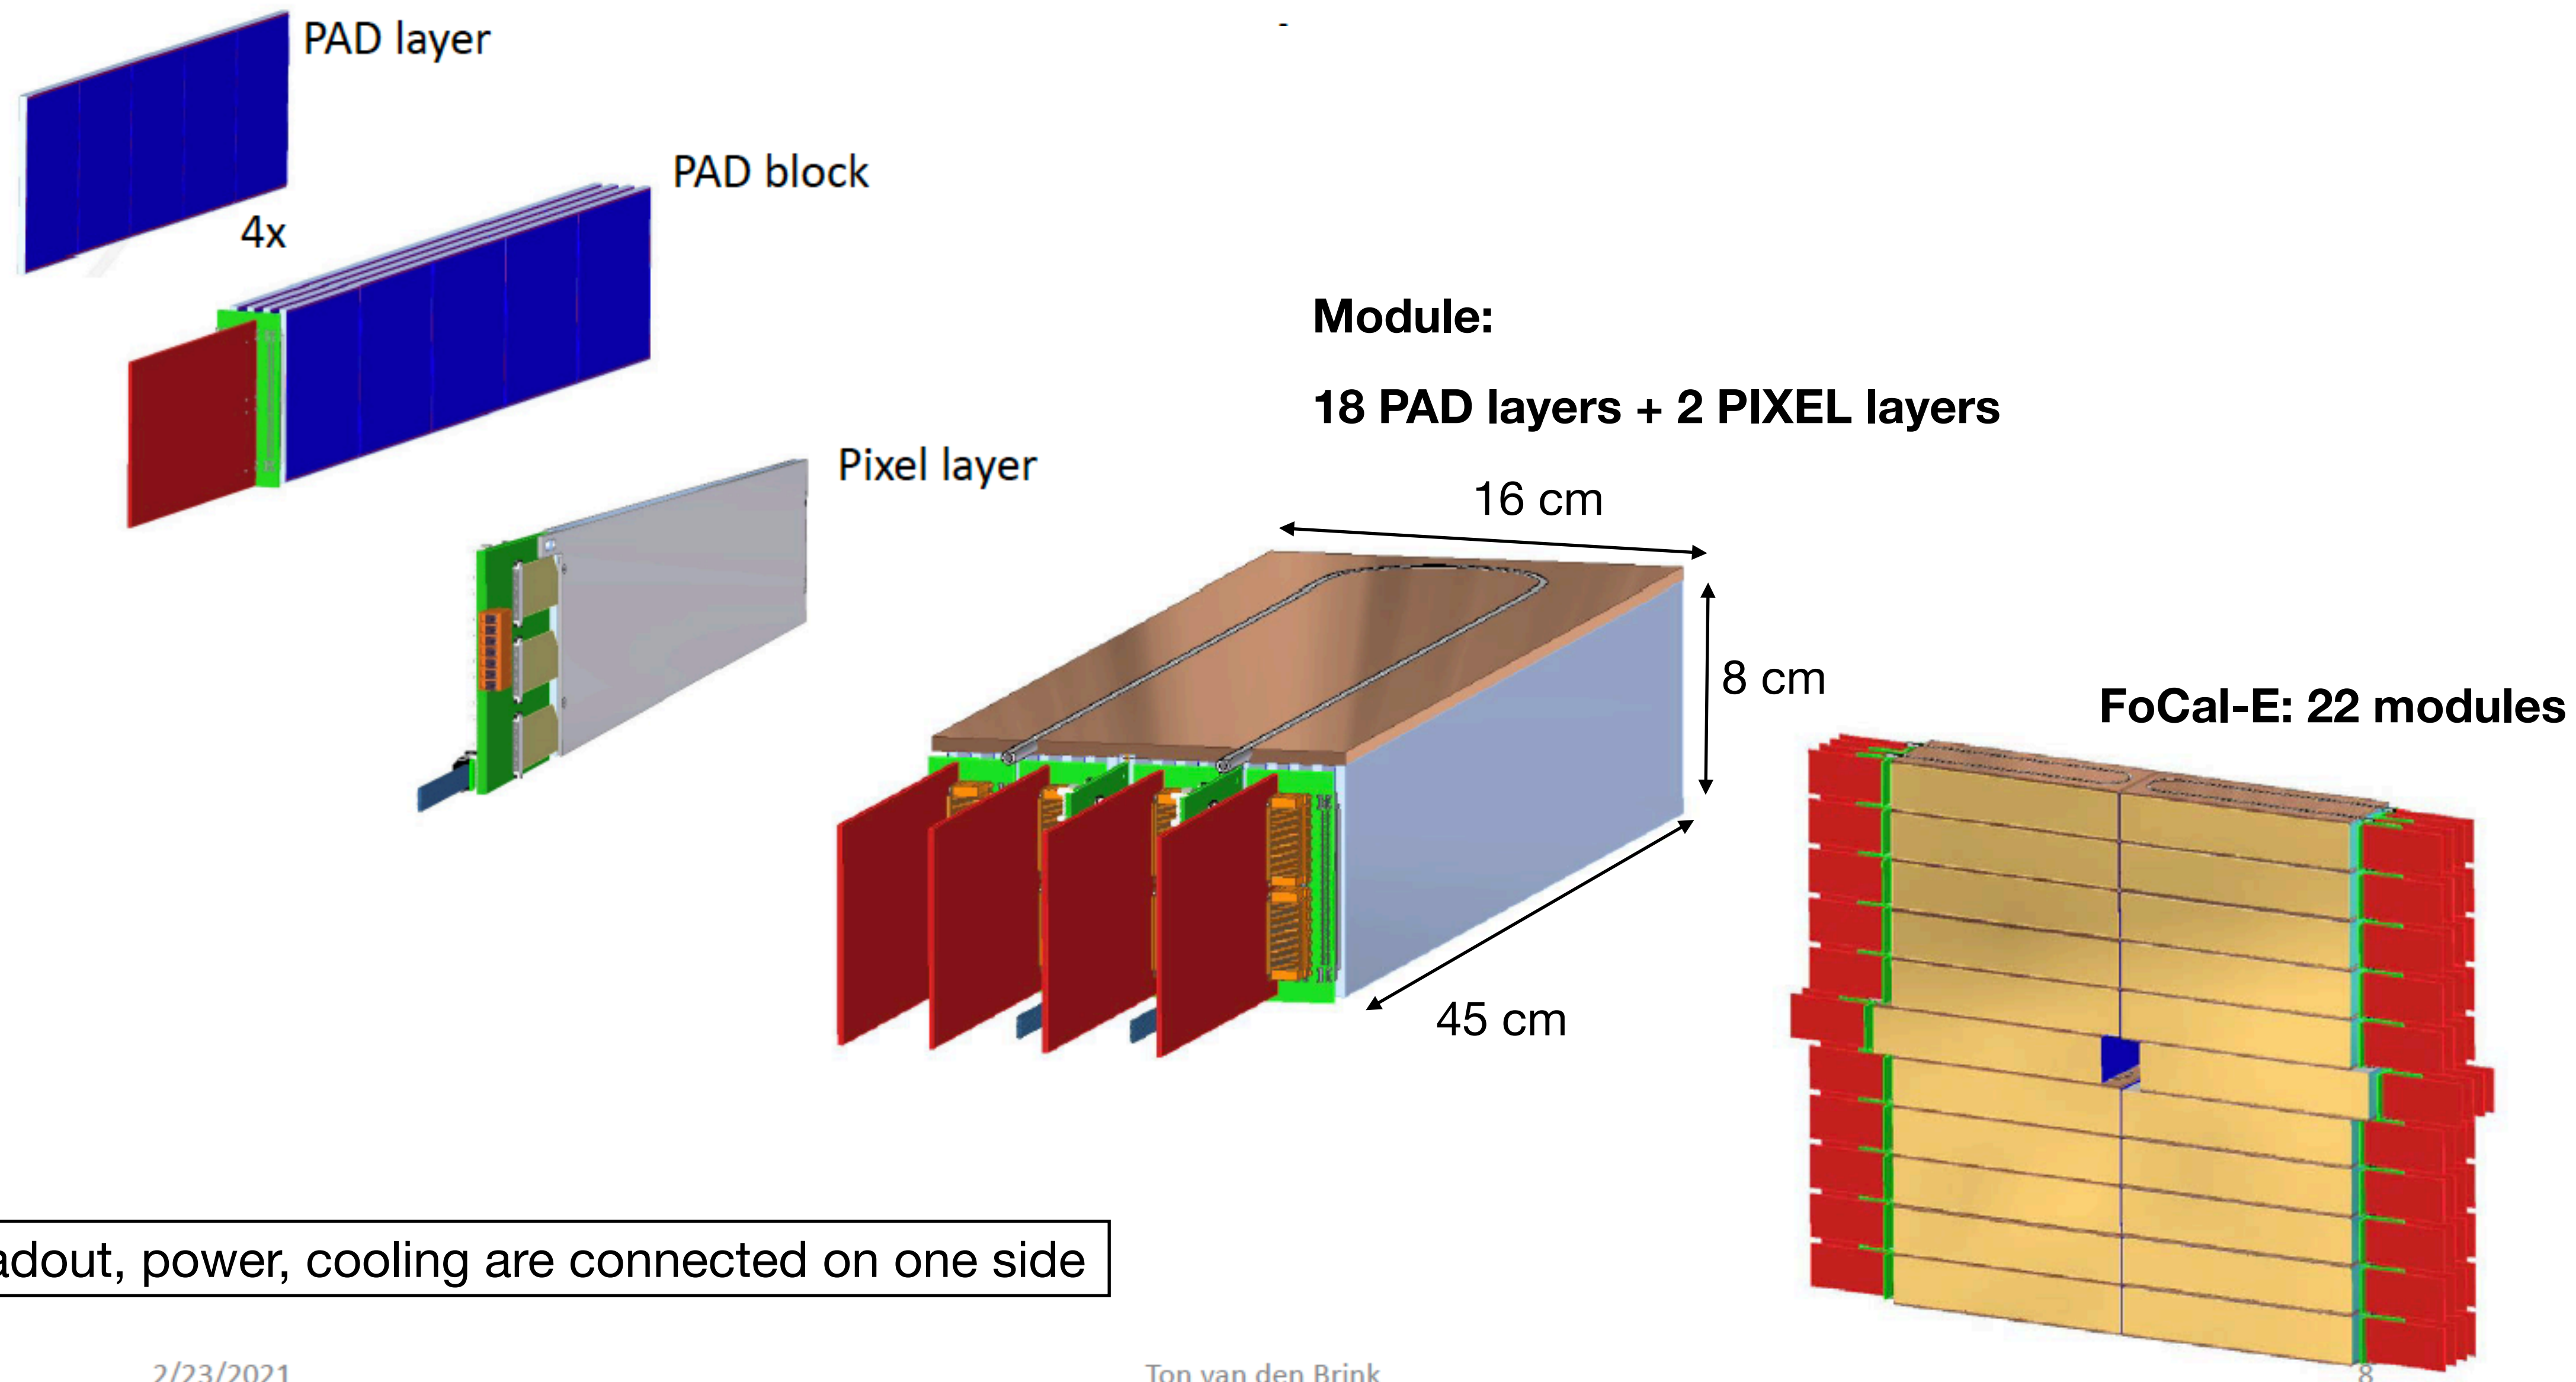 PAD layer
4x
PAD block
Pixel layer
Module:
18 PAD layers + 2 PIXEL layers
16 cm
8 cm
45 cm
FoCal-E: 22 modules
adout, power, cooling are connected on one side
2/23/2021
Ton van den Brink
8